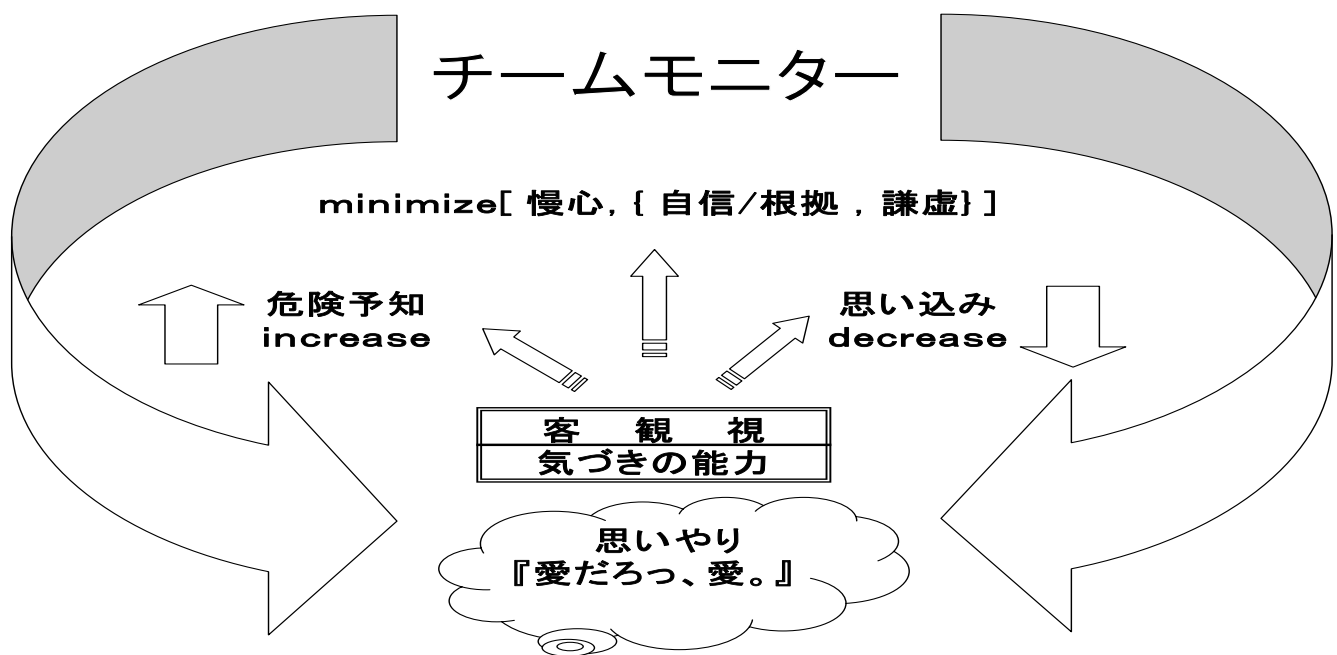 チームモニター
minimize[ 慢心, { 自信/根拠 , 謙虚} ]
危険予知
increase
思い込み
decrease
客 観 視
気づきの能力
思いやり
『愛だろっ、愛。』